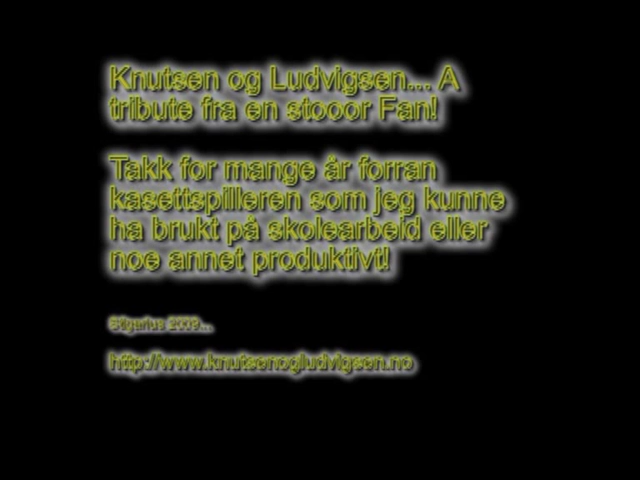 Knutsen og Ludvigsen... A
tribute fra en stooor Fan!
Takk for mange år forran
kasettspilleren som jeg kunne
ha brukt på skolearbeid eller
noe annet produktivt!
Stigarius 2009...
http://www.knutsenogludvigsen.no